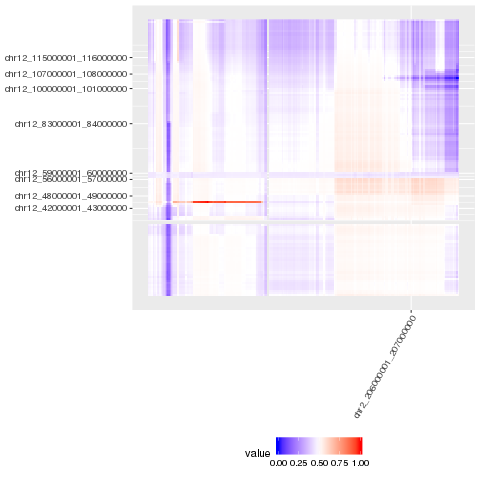 chr12_115000001_116000000
chr12_107000001_108000000
chr12_100000001_101000000
chr12_83000001_84000000
chr12_59000001_60000000
chr12_56000001_57000000
chr12_48000001_49000000
chr12_42000001_43000000
chr2_206000001_207000000
value
0.00 0.25 0.50 0.75 1.00